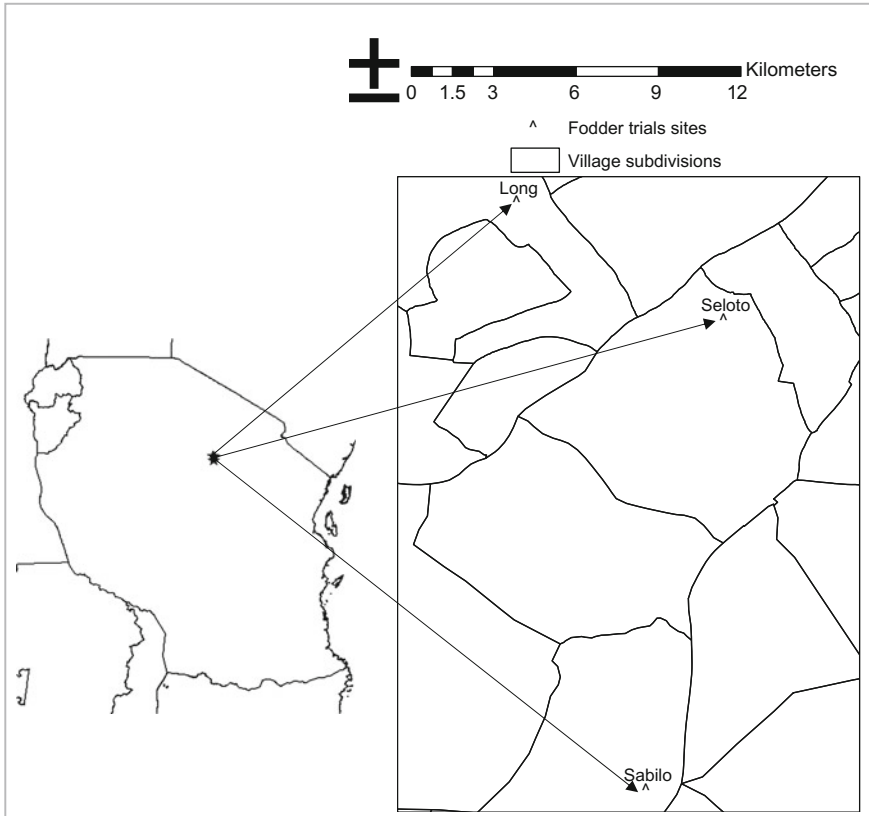 Kilometers
0 1.5 3 6 9 12
^ Fodder trials sites
Village subdivisions
Long
^
Seloto
^
Sabilo
^